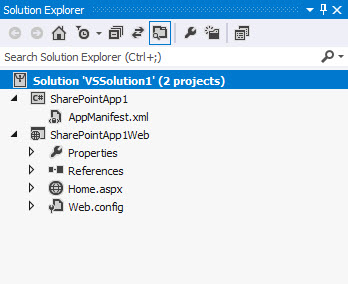 Solution Explorer
Search Solution Explorer (Ctrl+;)
Solution 'VSSolution1' (2 projects)
C# SharePointApp1
AppManifest.xml
SharePointApp1Web
Properties
References
Home.aspx
Web.config